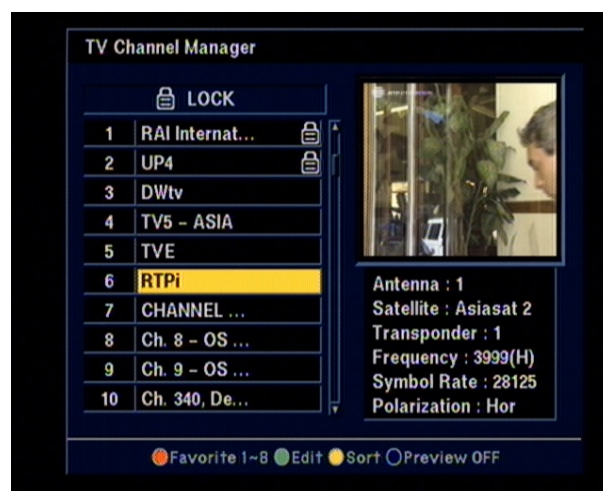 TV Channel Manager
LOCK
1 RAI Internat...
2 UP4
3 DWtv
4 TV5 - ASIA
5 TVE
6 RTPi
7 CHANNEL ...
8 Ch. 8 - OS ...
9 Ch. 9 - OS ...
10 Ch. 340, De...
Antenna : 1
Satellite : Asiasat 2
Transponder : 1
Frequency : 3999(H)
Symbol Rate : 28125
Polarization : Hor
Favorite 1~8 Edit Sort Preview OFF